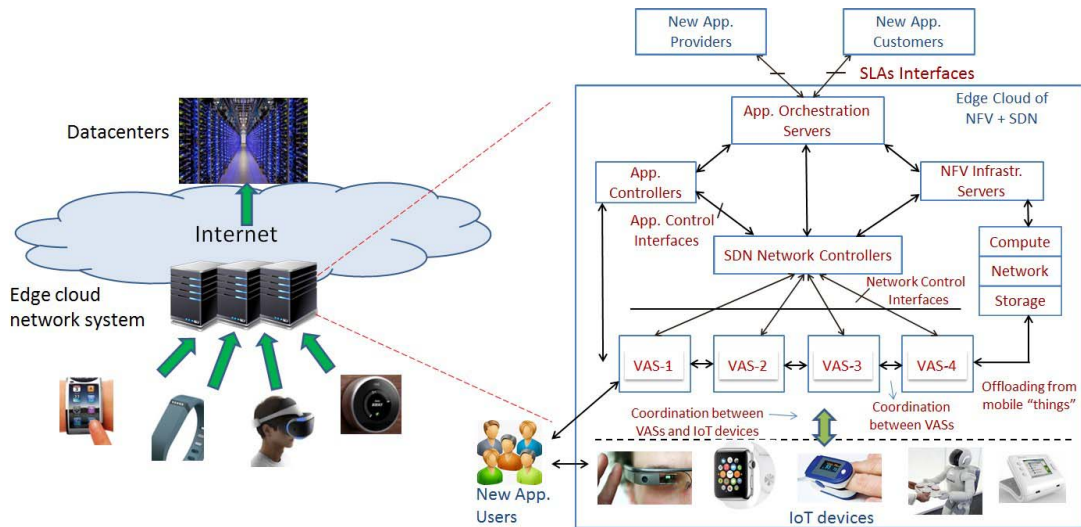 New App.
Providers
New App.
Customers
SLAs Interfaces
Edge Cloud of
NFV + SDN
App. Orchestration
Servers
Datacenters
App.
Controllers
NFV Infrastr.
Servers
App. Control
Interfaces
Internet
SDN Network Controllers
Compute
Network
Storage
Network Control
Interfaces
Edge cloud
network system
VAS-1
VAS-2
VAS-3
VAS-4
Offloading from
mobile “things”
Coordination between
VASs and IoT devices
Coordination
between VASs
New App.
Users
IoT devices